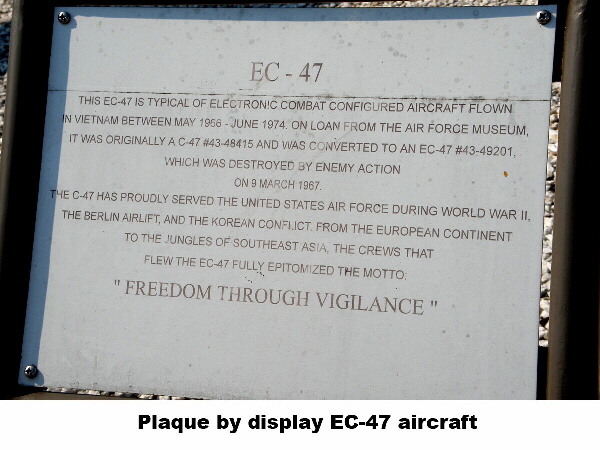 EC - 47
THIS EC-47 IS TYPICAL OF ELECTRONIC COMBAT CONFIGURED AIRCRAFT FLOWN
IN VIETNAM BETWEEN MAY 1966 - JUNE 1974. ON LOAN FROM THE AIR FORCE MUSEUM,
IT WAS ORIGINALLY A C-47 #43-48415 AND WAS CONVERTED TO AN EC-47 #43-49201,
WHICH WAS DESTROYED BY ENEMY ACTION
ON 9 MARCH 1967.
THE C-47 HAS PROUDLY SERVED THE UNITED STATES AIR FORCE DURING WORLD WAR II,
THE BERLIN AIRLIFT, AND THE KOREAN CONFLICT. FROM THE EUROPEAN CONTINENT
TO THE JUNGLES OF SOUTHEAST ASIA, THE CREWS THAT
FLEW THE EC-47 FULLY EPITOMIZED THE MOTTO:
" FREEDOM THROUGH VIGILANCE "
Plaque by display EC-47 aircraft